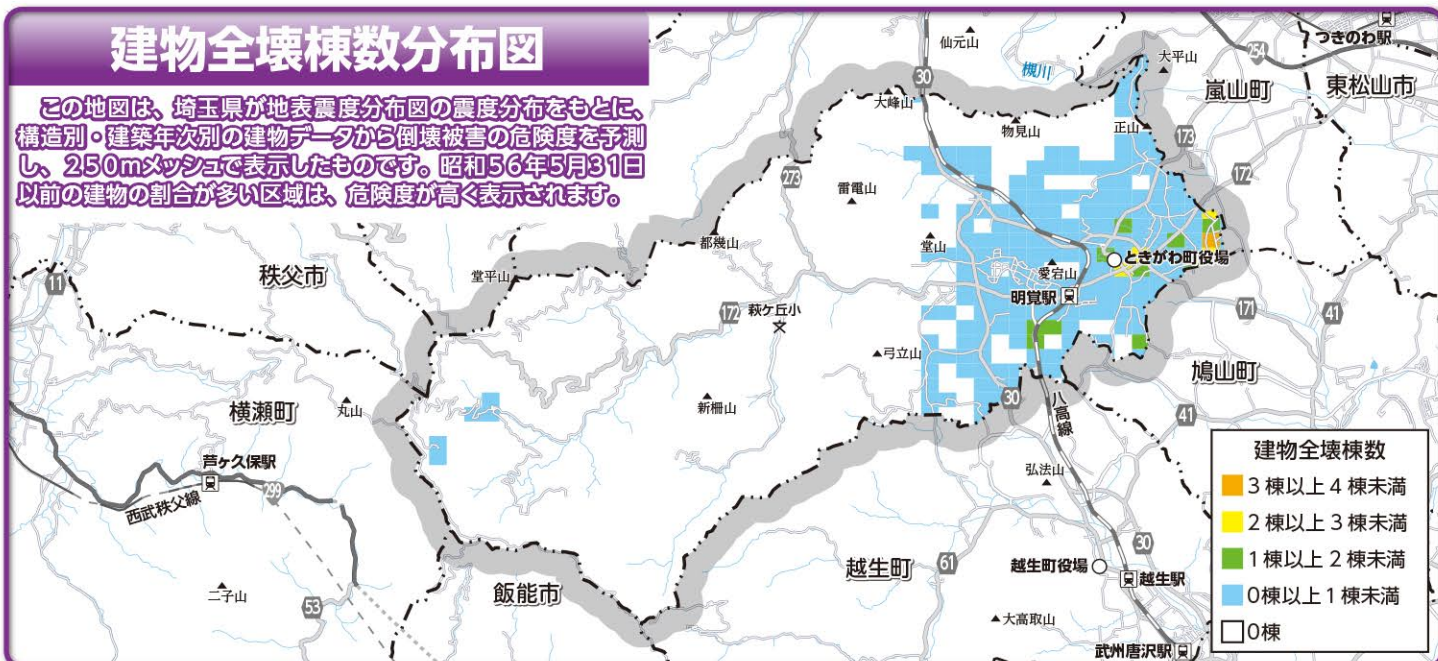 建物全壊棟数分布図
この地図は、埼玉県が地表震度分布図の震度分布をもとに、
構造別・建築年次別の建物データから倒壊被害の危険度を予測
し、250mメッシュで表示したものです。昭和56年5月31日
以前の建物の割合が多い区域は、危険度が高く表示されます。
つきのわ駅
254
仙元山
槻川
大平山
嵐山町
東松山市
30
大峰山
物見山
正山
173
172
273
雷電山
都幾山
堂山
秩父市
堂平山
11
ときがわ町役場
愛宕山
明覚駅
172
萩ケ丘小
171
41
弓立山
鳩山町
横瀬町
丸山
新柵山
30
八高線
41
芦ヶ久保駅
299
西武秩父線
弘法山
30
二子山
53
飯能市
越生町
61
越生町役場
越生駅
大高取山
武州唐沢駅
建物全壊棟数
3棟以上4棟未満
2棟以上3棟未満
1棟以上2棟未満
0棟以上1棟未満
0棟